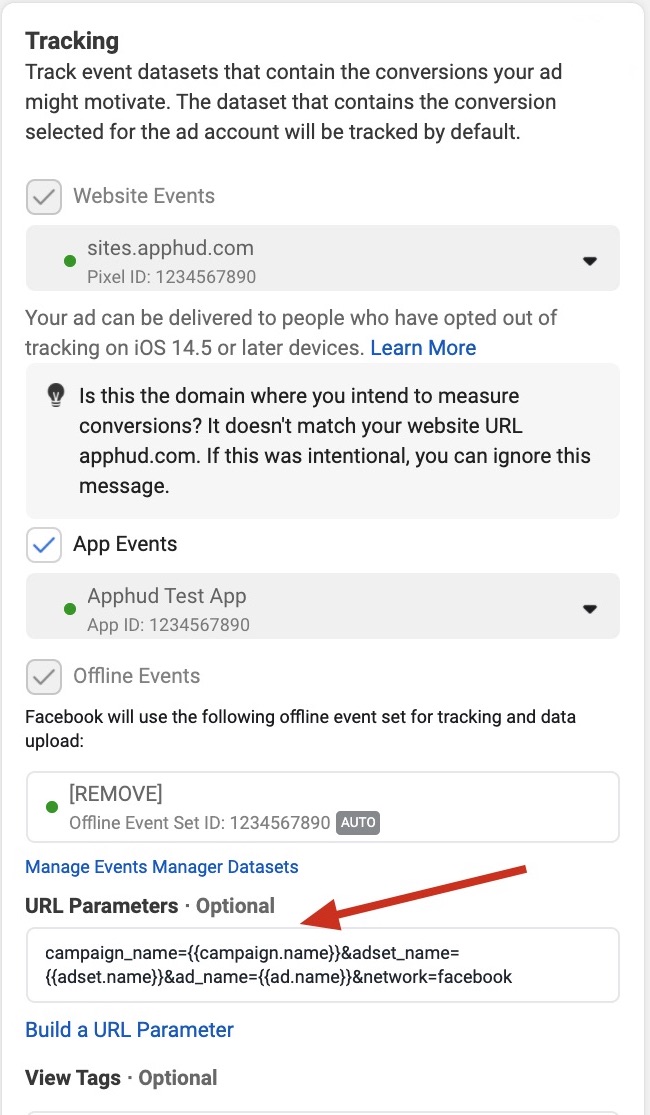 Tracking
Track event datasets that contain the conversions your ad
might motivate. The dataset that contains the conversion
selected for the ad account will be tracked by default.
Website Events
sites.apphud.com
Pixel ID: 1234567890
Your ad can be delivered to people who have opted out of
tracking on iOS 14.5 or later devices. Learn More
Is this the domain where you intend to measure
conversions? It doesn't match your website URL
apphud.com. If this was intentional, you can ignore this
message.
App Events
Apphud Test App
App ID: 1234567890
Offline Events
Facebook will use the following offline event set for tracking and data
upload:
[REMOVE]
Offline Event Set ID: 1234567890 AUTO
Manage Events Manager Datasets
URL Parameters · Optional
campaign_name={{campaign.name}}&adset_name=
{{adset.name}}&ad_name={{ad.name}}&network=facebook
Build a URL Parameter
View Tags · Optional